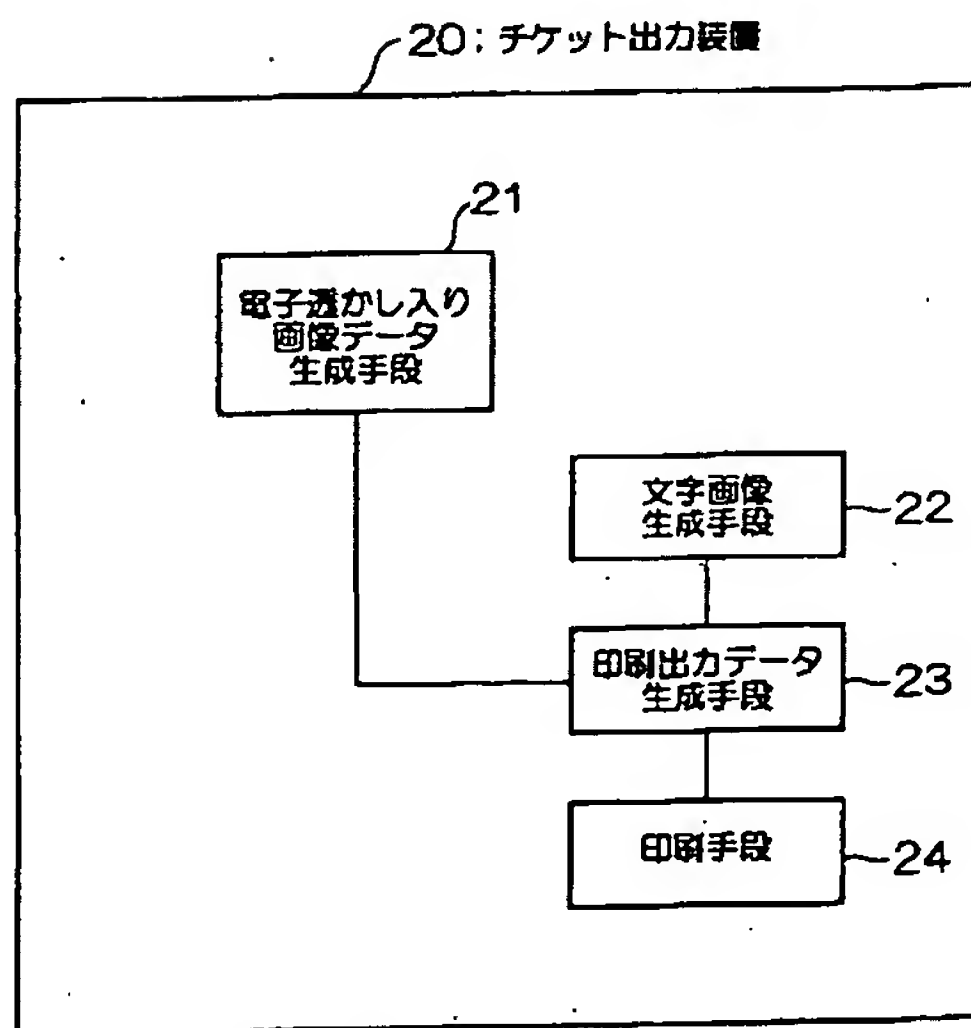 20:チケット出力装置
21
電子透かし入り
画像データ
生成手段
文字画像
生成手段
22
印刷出力データ
生成手段
23
印刷手段
24